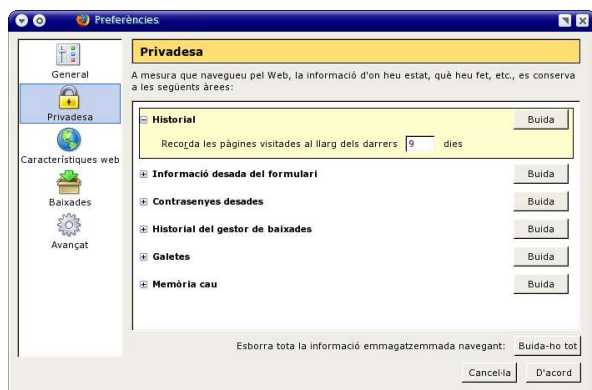 Preferències
General
Privadesa
Característiques web
Baixades
Avançat
Privadesa
A mesura que navegueu pel Web, la informació d'on heu estat, què heu fet, etc., es conserva
a les següents àrees:
Historial Buida
Recorda les pàgines visitades al llarg dels darrers 9 dies
Informació desada del formulari Buida
Contrasenyes desades Buida
Historial del gestor de baixades Buida
Galetes Buida
Memòria cau Buida
Esborra tota la informació emmagatzemmada navegant: Buida-ho tot
Cancel·la D'acord